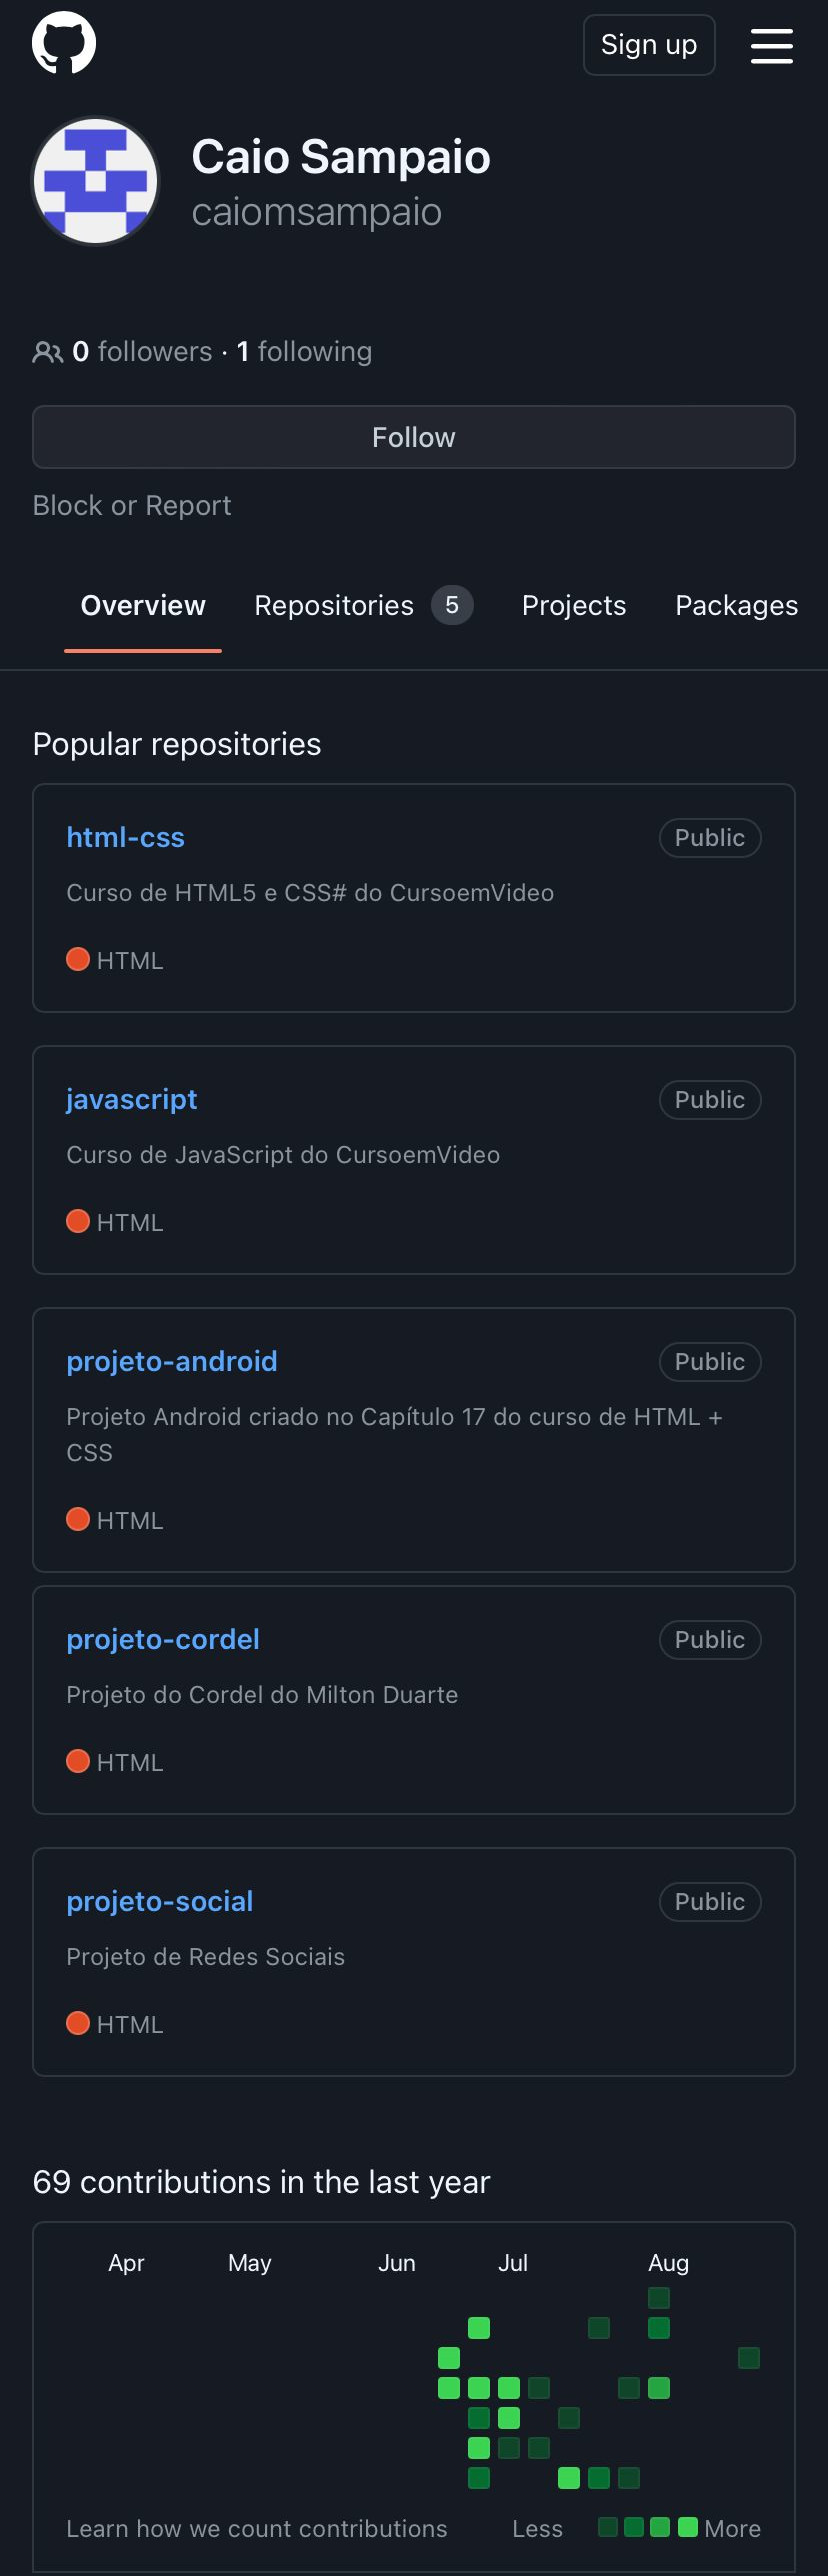 Sign up
Caio Sampaio
caiomsampaio
0 followers · 1 following
Follow
Block or Report
Overview Repositories 5 Projects Packages
Popular repositories
html-css Public
Curso de HTML5 e CSS# do CursoemVideo
HTML
javascript Public
Curso de JavaScript do CursoemVideo
HTML
projeto-android Public
Projeto Android criado no Capítulo 17 do curso de HTML +
CSS
HTML
projeto-cordel Public
Projeto do Cordel do Milton Duarte
HTML
projeto-social Public
Projeto de Redes Sociais
HTML
69 contributions in the last year
Apr May Jun Jul Aug
Learn how we count contributions Less More